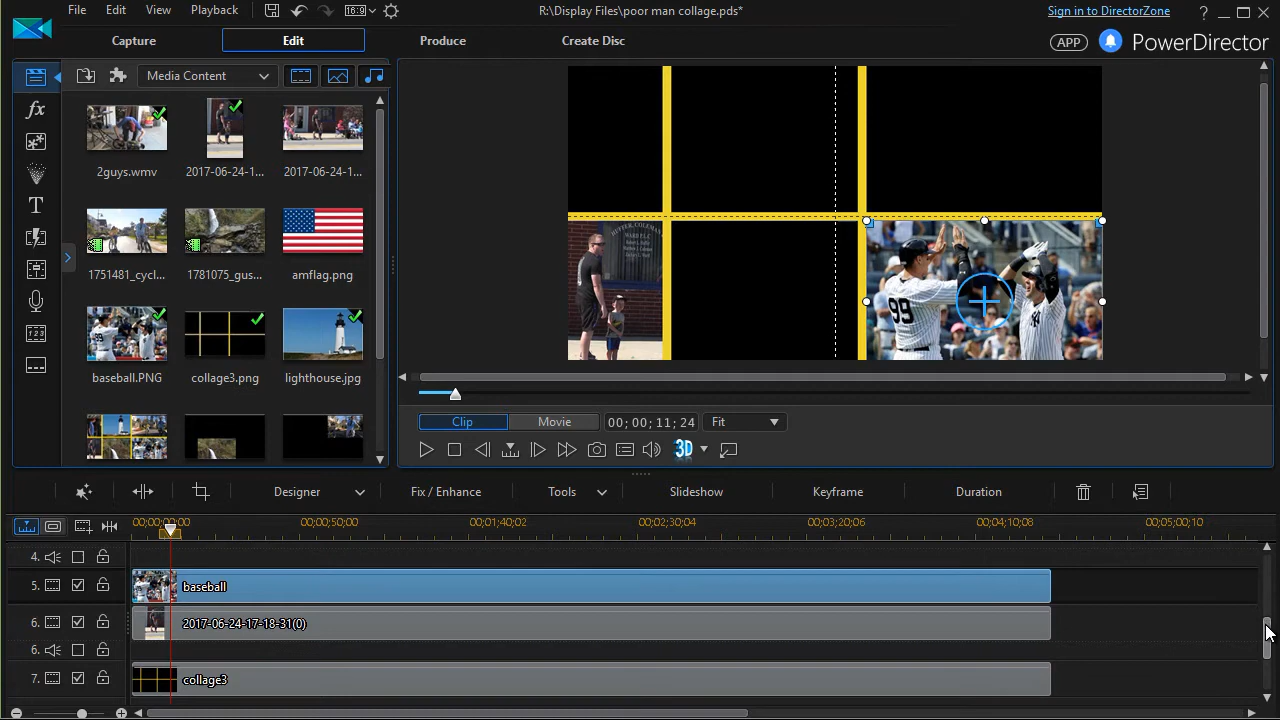 File Edit View Playback 16:9 R:\Display Files\poor man collage.pds* Sign in to DirectorZone ?
Capture Edit Produce Create Disc APP PowerDirector
Media Content
fx
T
2guys.wmv 2017-06-24-1... 2017-06-24-1...
1751481_cycl... 1781075_gus... amflag.png
baseball.PNG collage3.png lighthouse.jpg
99
Clip Movie 00; 00; 11; 24 Fit
3D
Designer Fix / Enhance Tools Slideshow Keyframe Duration
00;00;00;00 00;00;50;00 00;01;40;02 00;02;30;04 00;03;20;06 00;04;10;08 00;05;00;10
4.
5. baseball
6. 2017-06-24-17-18-31(0)
6.
7. collage3